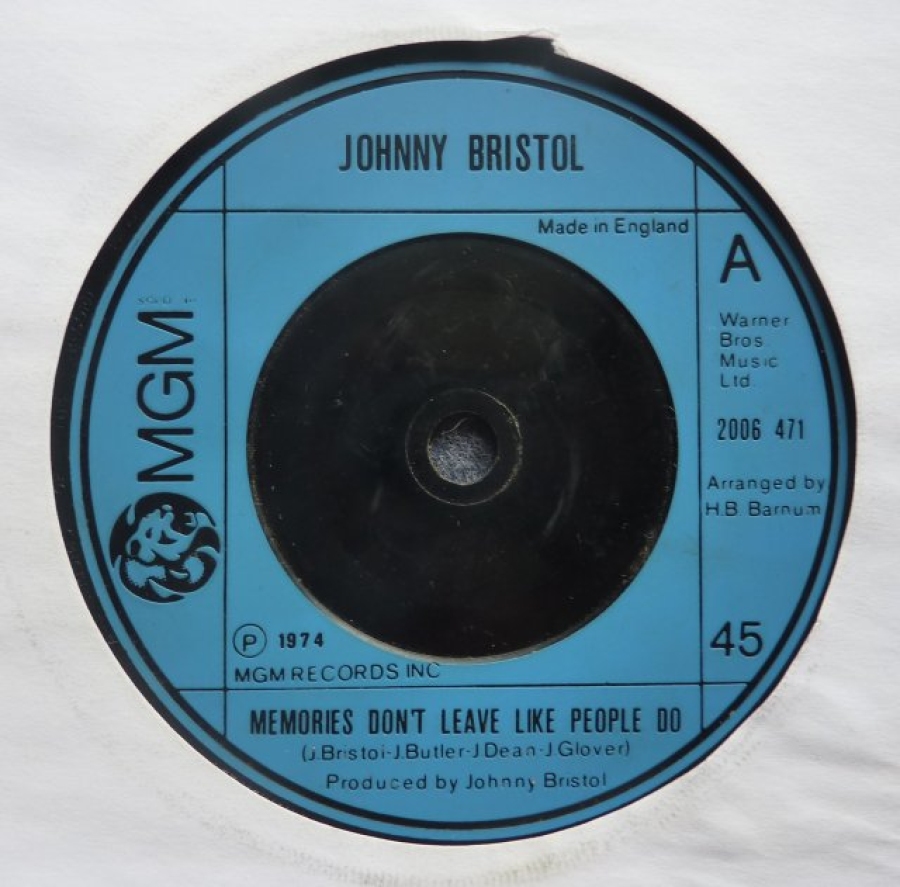 JOHNNY BRISTOL
Made in England
A
Warner
Bros.
Music
Ltd.
2006 471
Arranged by
H.B. Barnum
MGM
45
Ⓟ 1974
MGM RECORDS INC
MEMORIES DON'T LEAVE LIKE PEOPLE DO
(J.Bristol-J.Butler-J.Dean-J.Glover)
Produced by Johnny Bristol